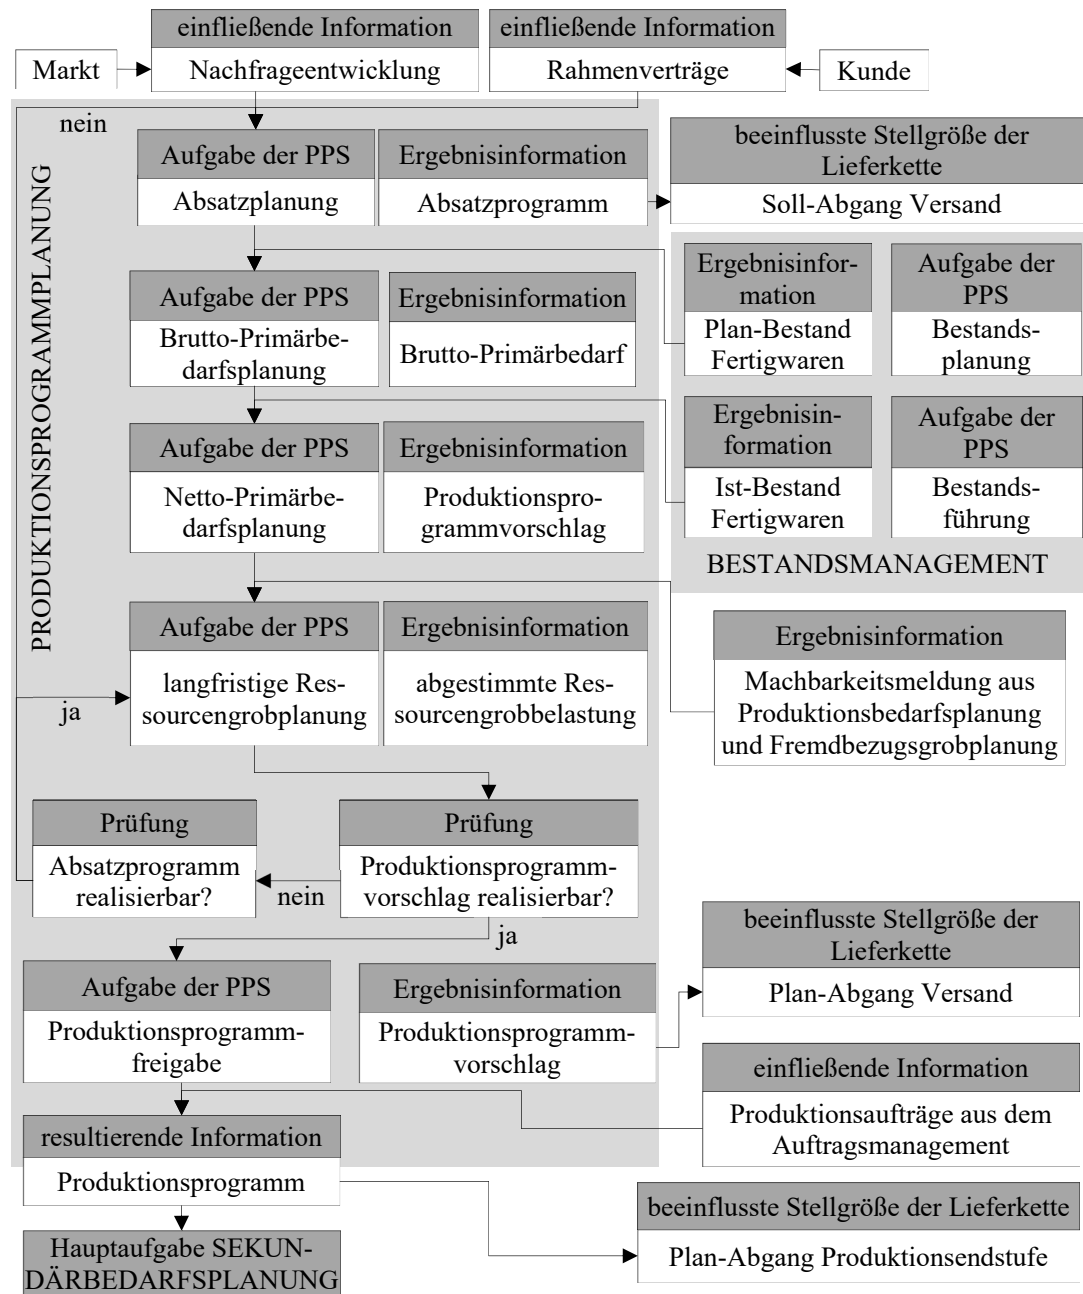 einfließende Information
einfließende Information
Markt
Nachfrageentwicklung
Rahmenverträge
Kunde
nein
PRODUKTIONSPROGRAMMPLANUNG
Aufgabe der PPS
Absatzplanung
Ergebnisinformation
Absatzprogramm
beeinflusste Stellgröße der
Lieferkette
Soll-Abgang Versand
Aufgabe der PPS
Brutto-Primärbe-
darfsplanung
Ergebnisinformation
Brutto-Primärbedarf
Ergebnisinfor-
mation
Plan-Bestand
Fertigwaren
Aufgabe der
PPS
Bestands-
planung
Aufgabe der PPS
Netto-Primärbe-
darfsplanung
Ergebnisinformation
Produktionspro-
grammvorschlag
Ergebnisin-
formation
Ist-Bestand
Fertigwaren
Aufgabe der
PPS
Bestands-
führung
BESTANDSMANAGEMENT
Aufgabe der PPS
langfristige Res-
sourcengrobplanung
Ergebnisinformation
abgestimmte Res-
sourcengrobbelastung
Ergebnisinformation
Machbarkeitsmeldung aus
Produktionsbedarfsplanung
und Fremdbezugsgrobplanung
ja
Prüfung
Absatzprogramm
realisierbar?
nein
Prüfung
Produktionsprogramm-
vorschlag realisierbar?
ja
beeinflusste Stellgröße der
Lieferkette
Plan-Abgang Versand
Aufgabe der PPS
Produktionsprogramm-
freigabe
Ergebnisinformation
Produktionsprogramm-
vorschlag
einfließende Information
Produktionsaufträge aus dem
Auftragsmanagement
resultierende Information
Produktionsprogramm
beeinflusste Stellgröße der Lieferkette
Plan-Abgang Produktionsendstufe
Hauptaufgabe SEKUN-
DÄRBEDARFSPLANUNG